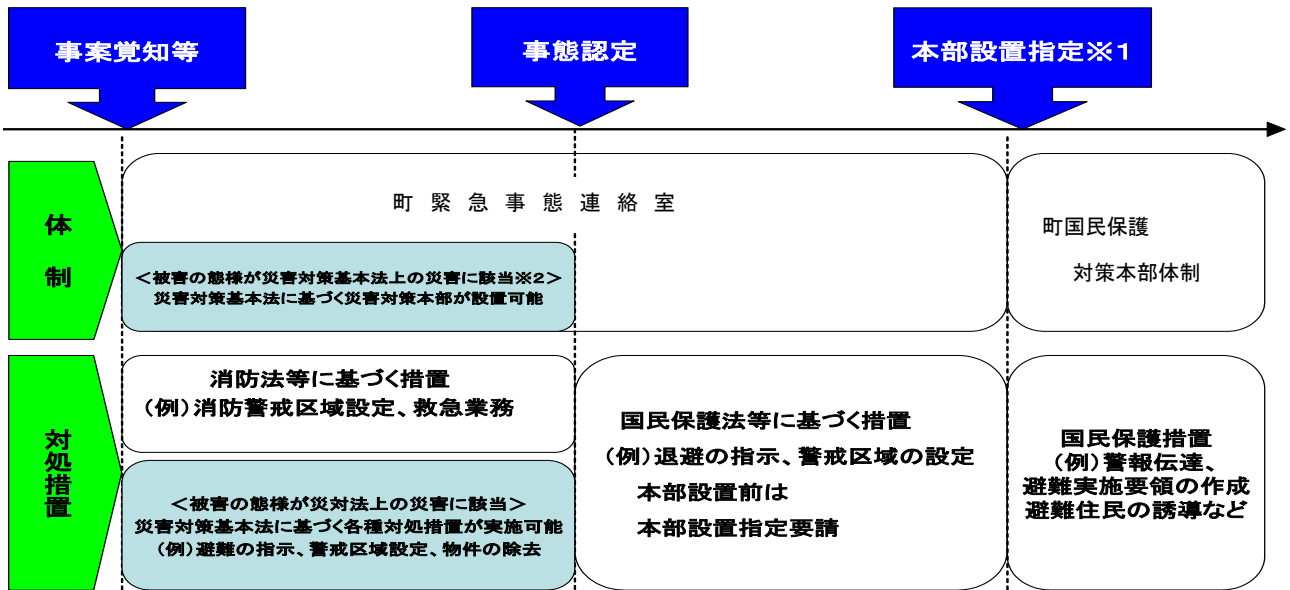 事案覚知等
事態認定
本部設置指定※1
体制
町緊急事態連絡室
＜被害の態様が災害対策基本法上の災害に該当※2＞
災害対策基本法に基づく災害対策本部が設置可能
町国民保護
対策本部体制
対処措置
消防法等に基づく措置
（例）消防警戒区域設定、救急業務
＜被害の態様が災対法上の災害に該当＞
災害対策基本法に基づく各種対処措置が実施可能
（例）避難の指示、警戒区域設定、物件の除去
国民保護法等に基づく措置
（例）退避の指示、警戒区域の設定
本部設置前は
本部設置指定要請
国民保護措置
（例）警報伝達、
避難実施要領の作成
避難住民の誘導など